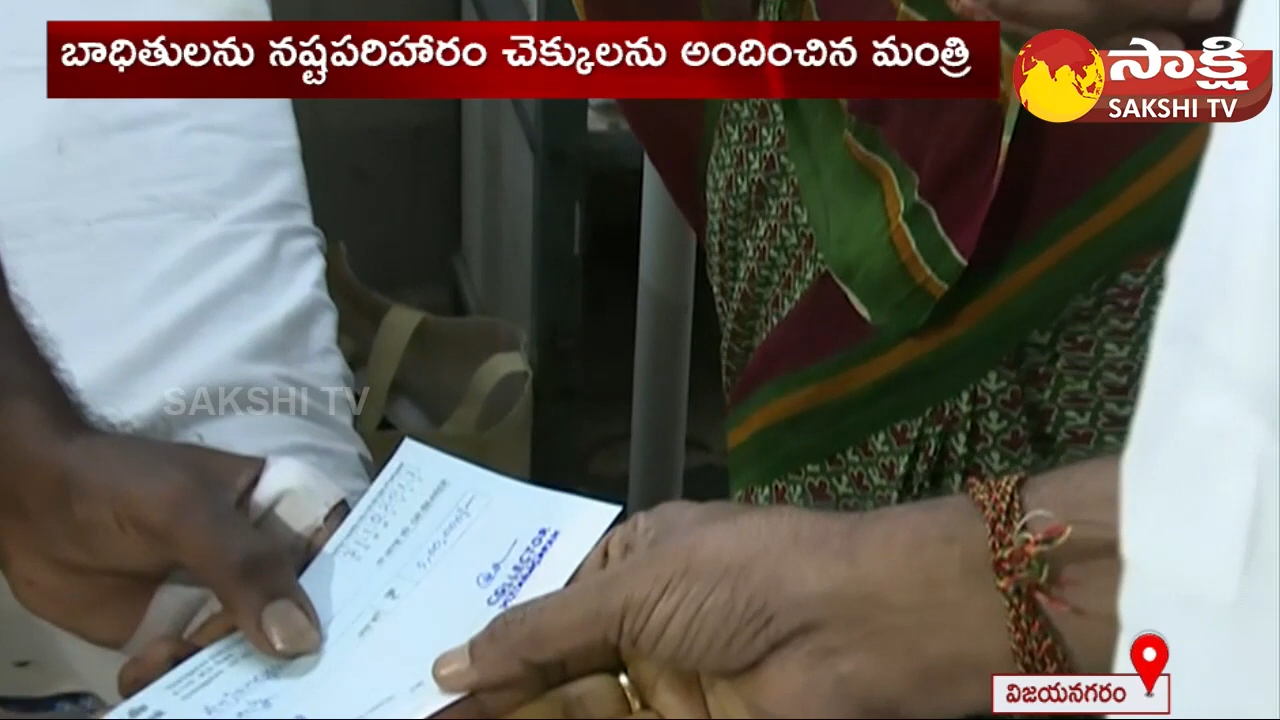 బాధితులను నష్టపరిహారం చెక్కులను అందించిన మంత్రి
సాక్షి
SAKSHI TV
SAKSHI TV
COLLECTOR
విజయనగరం